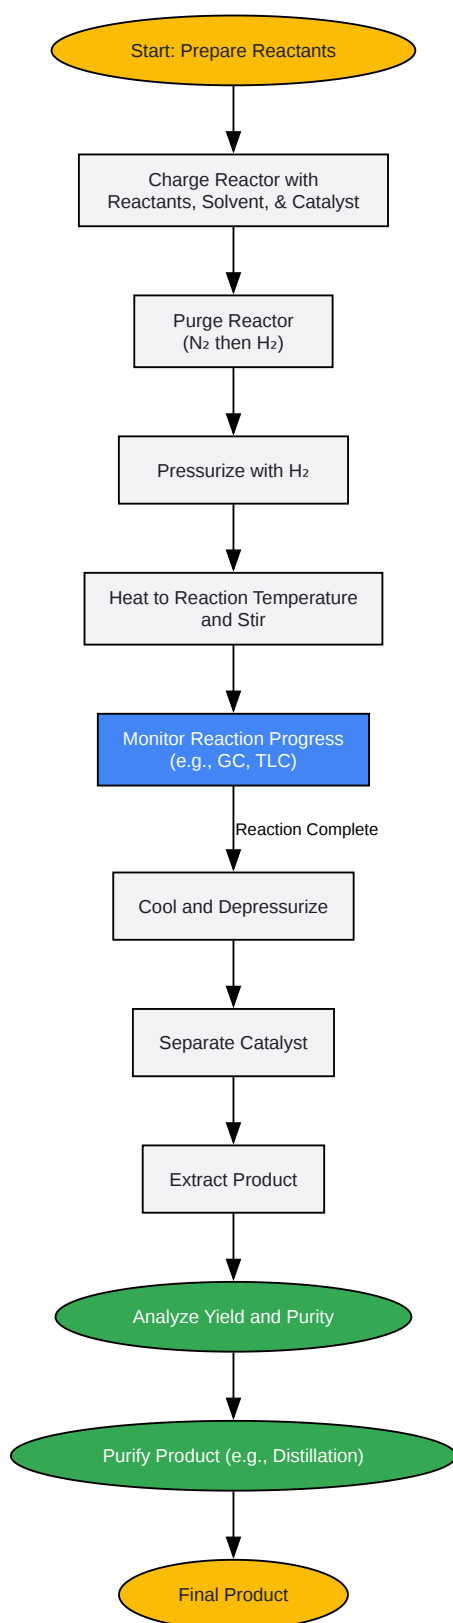 Start: Prepare Reactants
Charge Reactor with
Reactants, Solvent, & Catalyst
Purge Reactor
(N₂ then H₂)
Pressurize with H₂
Heat to Reaction Temperature
and Stir
Monitor Reaction Progress
(e.g., GC, TLC)
Reaction Complete
Cool and Depressurize
Separate Catalyst
Extract Product
Analyze Yield and Purity
Purify Product (e.g., Distillation)
Final Product